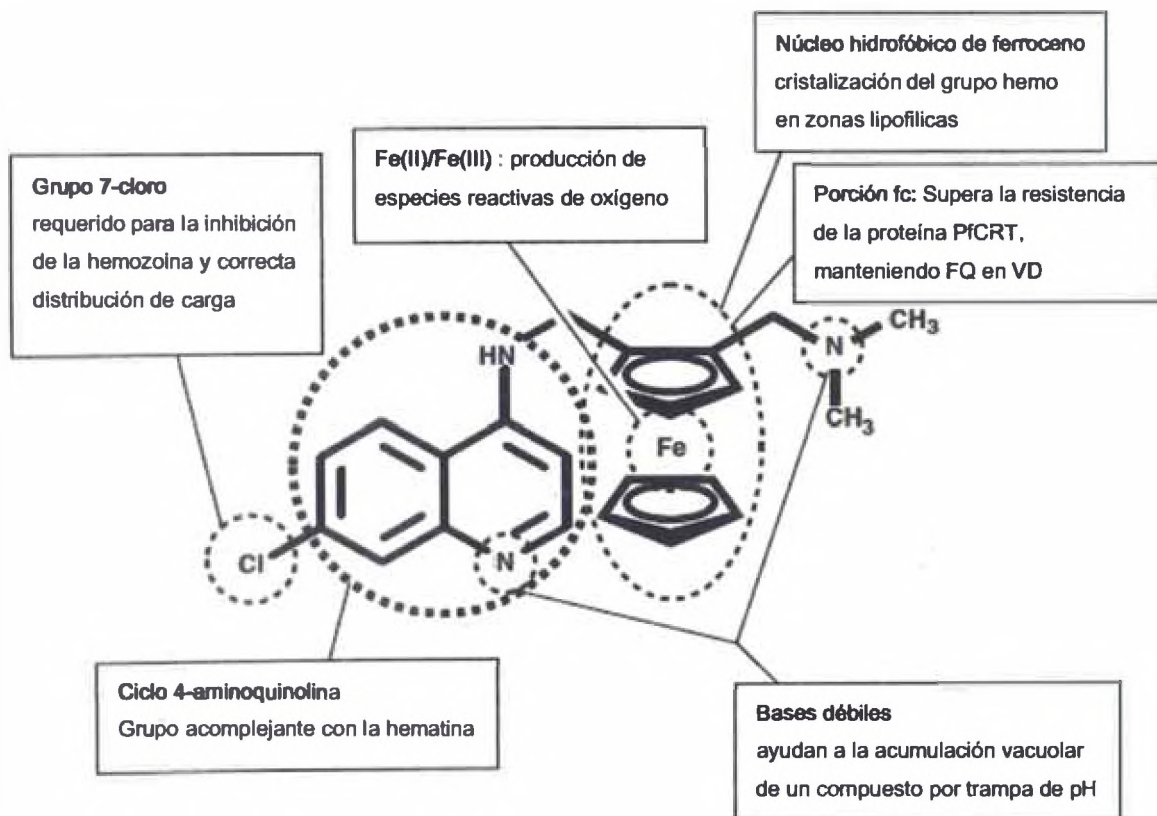 Núcleo hidrofóbico de ferroceno
cristalización del grupo hemo
en zonas lipofilicas
Fe(II)/Fe(III) : producción de
especies reactivas de oxígeno
Grupo 7-cloro
requerido para la inhibición
de la hemozoina y correcta
distribución de carga
Porción fc: Supera la resistencia
de la proteína PfCRT,
manteniendo FQ en VD
HN
N
CH3
CH3
Fe
Cl
N
Ciclo 4-aminoquinolina
Grupo acomplejante con la hematina
Bases débiles
ayudan a la acumulación vacuolar
de un compuesto por trampa de pH